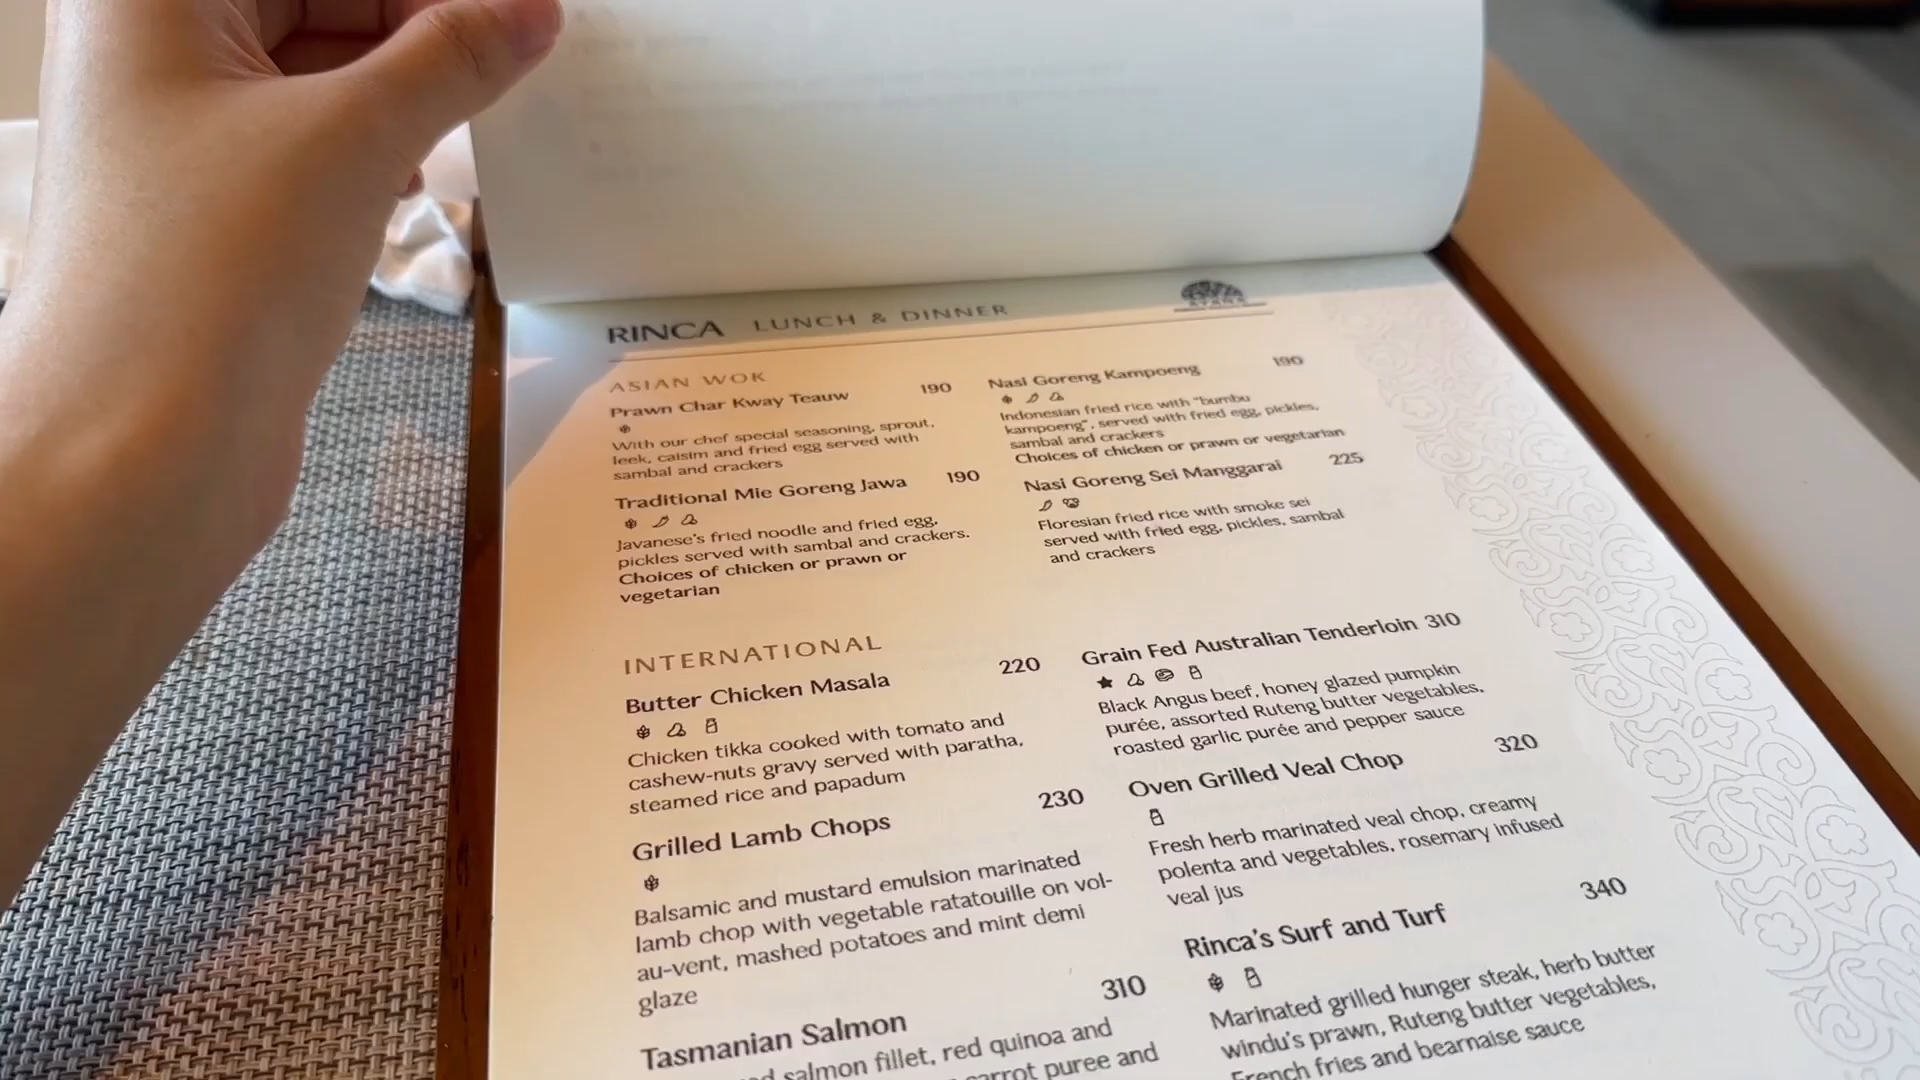 RINCA LUNCH & DINNER
ASIAN WOK
Prawn Char Kway Teauw 190
With our chef special seasoning, sprout,
leek, caisim and fried egg served with
sambal and crackers
Traditional Mie Goreng Jawa 190
Javanese's fried noodle and fried egg,
pickles served with sambal and crackers.
Choices of chicken or prawn or
vegetarian
Nasi Goreng Kampoeng 190
Indonesian fried rice with "bumbu
kampoeng", served with fried egg, pickles,
sambal and crackers
Choices of chicken or prawn or vegetarian
Nasi Goreng Sei Manggarai 225
Floresian fried rice with smoke sei
served with fried egg, pickles, sambal
and crackers
INTERNATIONAL
Butter Chicken Masala 220
Chicken tikka cooked with tomato and
cashew-nuts gravy served with paratha,
steamed rice and papadum
Grilled Lamb Chops 230
Balsamic and mustard emulsion marinated
lamb chop with vegetable ratatouille on vol-
au-vent, mashed potatoes and mint demi
glaze
Tasmanian Salmon 310
salmon fillet, red quinoa and
carrot puree and
Grain Fed Australian Tenderloin 310
Black Angus beef, honey glazed pumpkin
purée, assorted Ruteng butter vegetables,
roasted garlic purée and pepper sauce
Oven Grilled Veal Chop 320
Fresh herb marinated veal chop, creamy
polenta and vegetables, rosemary infused
veal jus
Rinca's Surf and Turf 340
Marinated grilled hunger steak, herb butter
windu's prawn, Ruteng butter vegetables,
French fries and bearnaise sauce